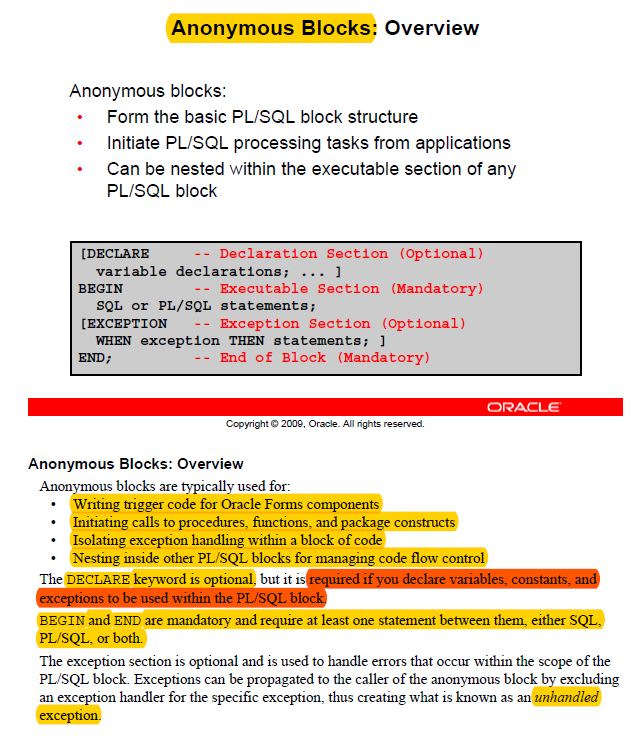 Anonymous Blocks: Overview
Anonymous blocks:
• Form the basic PL/SQL block structure
• Initiate PL/SQL processing tasks from applications
• Can be nested within the executable section of any
PL/SQL block
[DECLARE     -- Declaration Section (Optional)
  variable declarations; ... ]
BEGIN        -- Executable Section (Mandatory)
  SQL or PL/SQL statements;
[EXCEPTION   -- Exception Section (Optional)
  WHEN exception THEN statements; ]
END;         -- End of Block (Mandatory)
ORACLE
Copyright © 2009, Oracle. All rights reserved.
Anonymous Blocks: Overview
Anonymous blocks are typically used for:
• Writing trigger code for Oracle Forms components
• Initiating calls to procedures, functions, and package constructs
• Isolating exception handling within a block of code
• Nesting inside other PL/SQL blocks for managing code flow control
The DECLARE keyword is optional, but it is required if you declare variables, constants, and
exceptions to be used within the PL/SQL block.
BEGIN and END are mandatory and require at least one statement between them, either SQL,
PL/SQL, or both.
The exception section is optional and is used to handle errors that occur within the scope of the
PL/SQL block. Exceptions can be propagated to the caller of the anonymous block by excluding
an exception handler for the specific exception, thus creating what is known as an unhandled
exception.